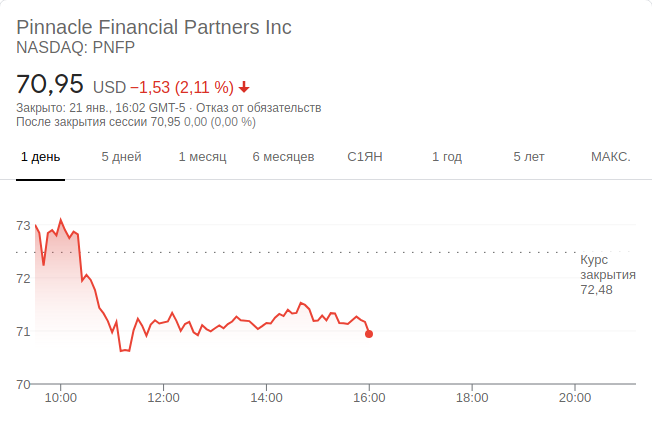 Pinnacle Financial Partners Inc
NASDAQ: PNFP
70,95 USD −1,53 (2,11 %)
Закрыто: 21 янв., 16:02 GMT-5 · Отказ от обязательств
После закрытия сессии 70,95 0,00 (0,00 %)
1 день 5 дней 1 месяц 6 месяцев С1ЯН 1 год 5 лет МАКС.
73
Курс
закрытия
72,48
72
71
70
10:00 12:00 14:00 16:00 18:00 20:00